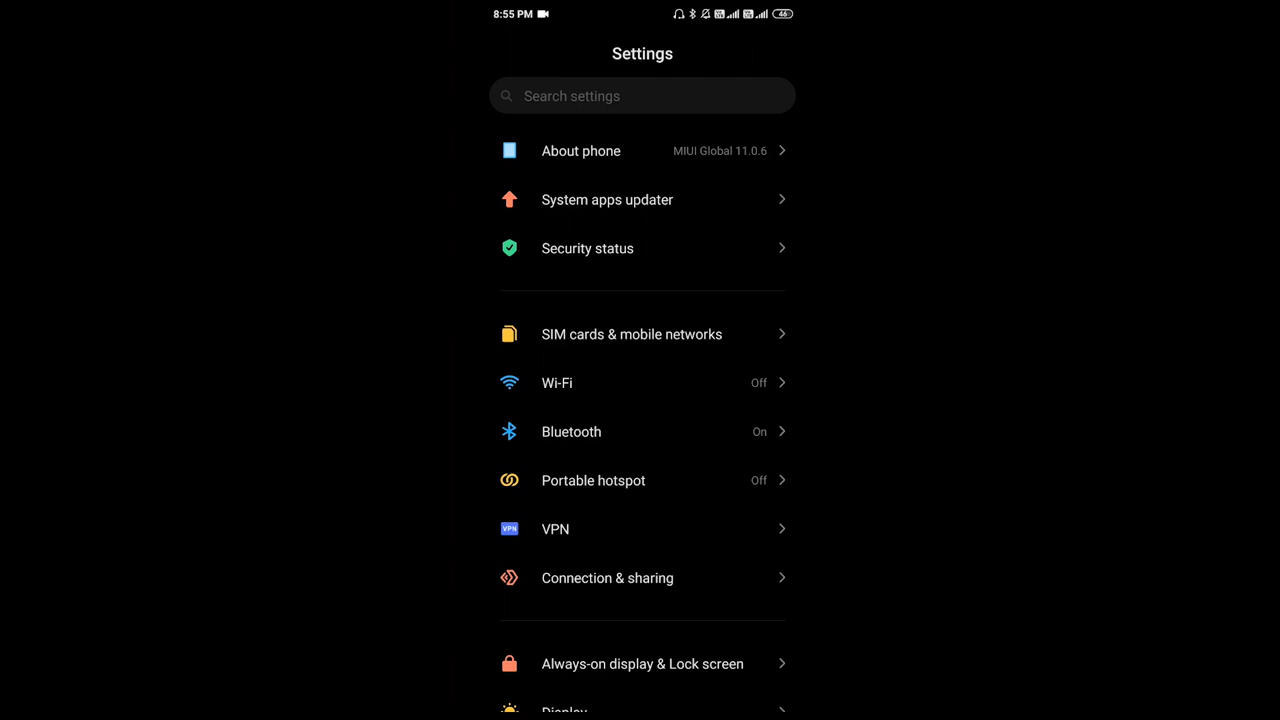 8:55 PM 46
Settings
Search settings
About phone MIUI Global 11.0.6
System apps updater
Security status
SIM cards & mobile networks
Wi-Fi Off
Bluetooth On
Portable hotspot Off
VPN VPN
Connection & sharing
Always-on display & Lock screen
Display